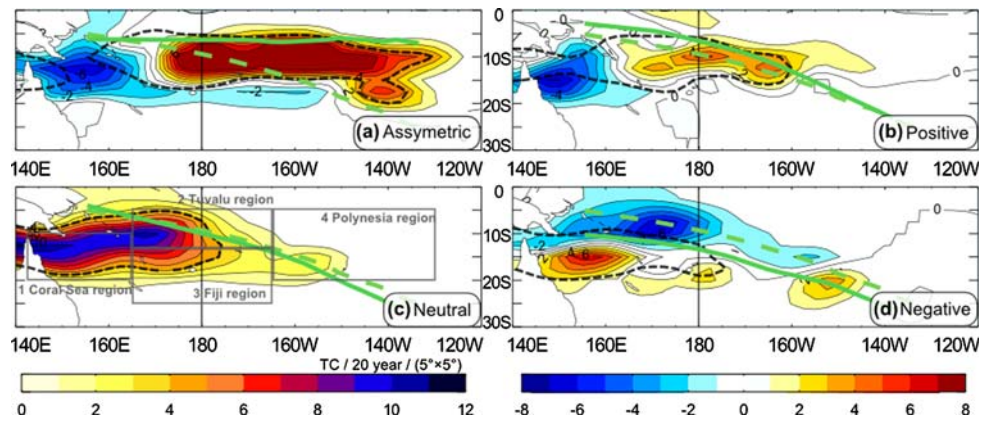 0
10S
20S
30S
(a) Assymetric
(b) Positive
140E 160E 180 160W 140W 120W
140E 160E 180 160W 140W 120W
0
10S
20S
30S
2 Tuvalu region
4 Polynesia region
1 Coral Sea region
3 Fiji region
(c) Neutral
(d) Negative
140E 160E 180 160W 140W 120W
140E 160E 180 160W 140W 120W
TC / 20 year / (5°×5°)
0 2 4 6 8 10 12
-8 -6 -4 -2 0 2 4 6 8